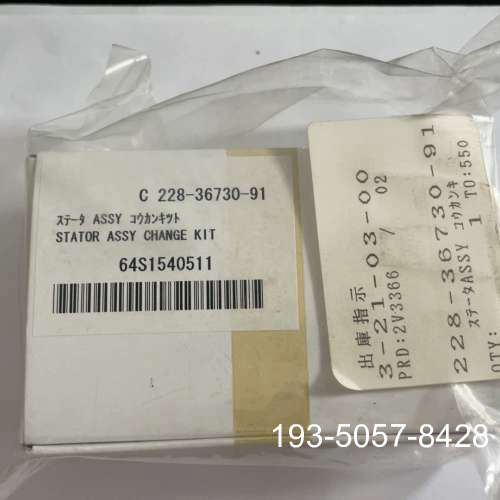 C 228-36730-91
ｽﾃｰﾀ ASSY ｺｳｶﾝｷｯﾄ
STATOR ASSY CHANGE KIT
64S1540511
出庫指示
3-21-03-00
PRD:2V3366 / 02
228-36730-91
ｽﾃｰﾀASSY ｺｳｶﾝｷ
QTY: 1 TO:550
193-5057-8428